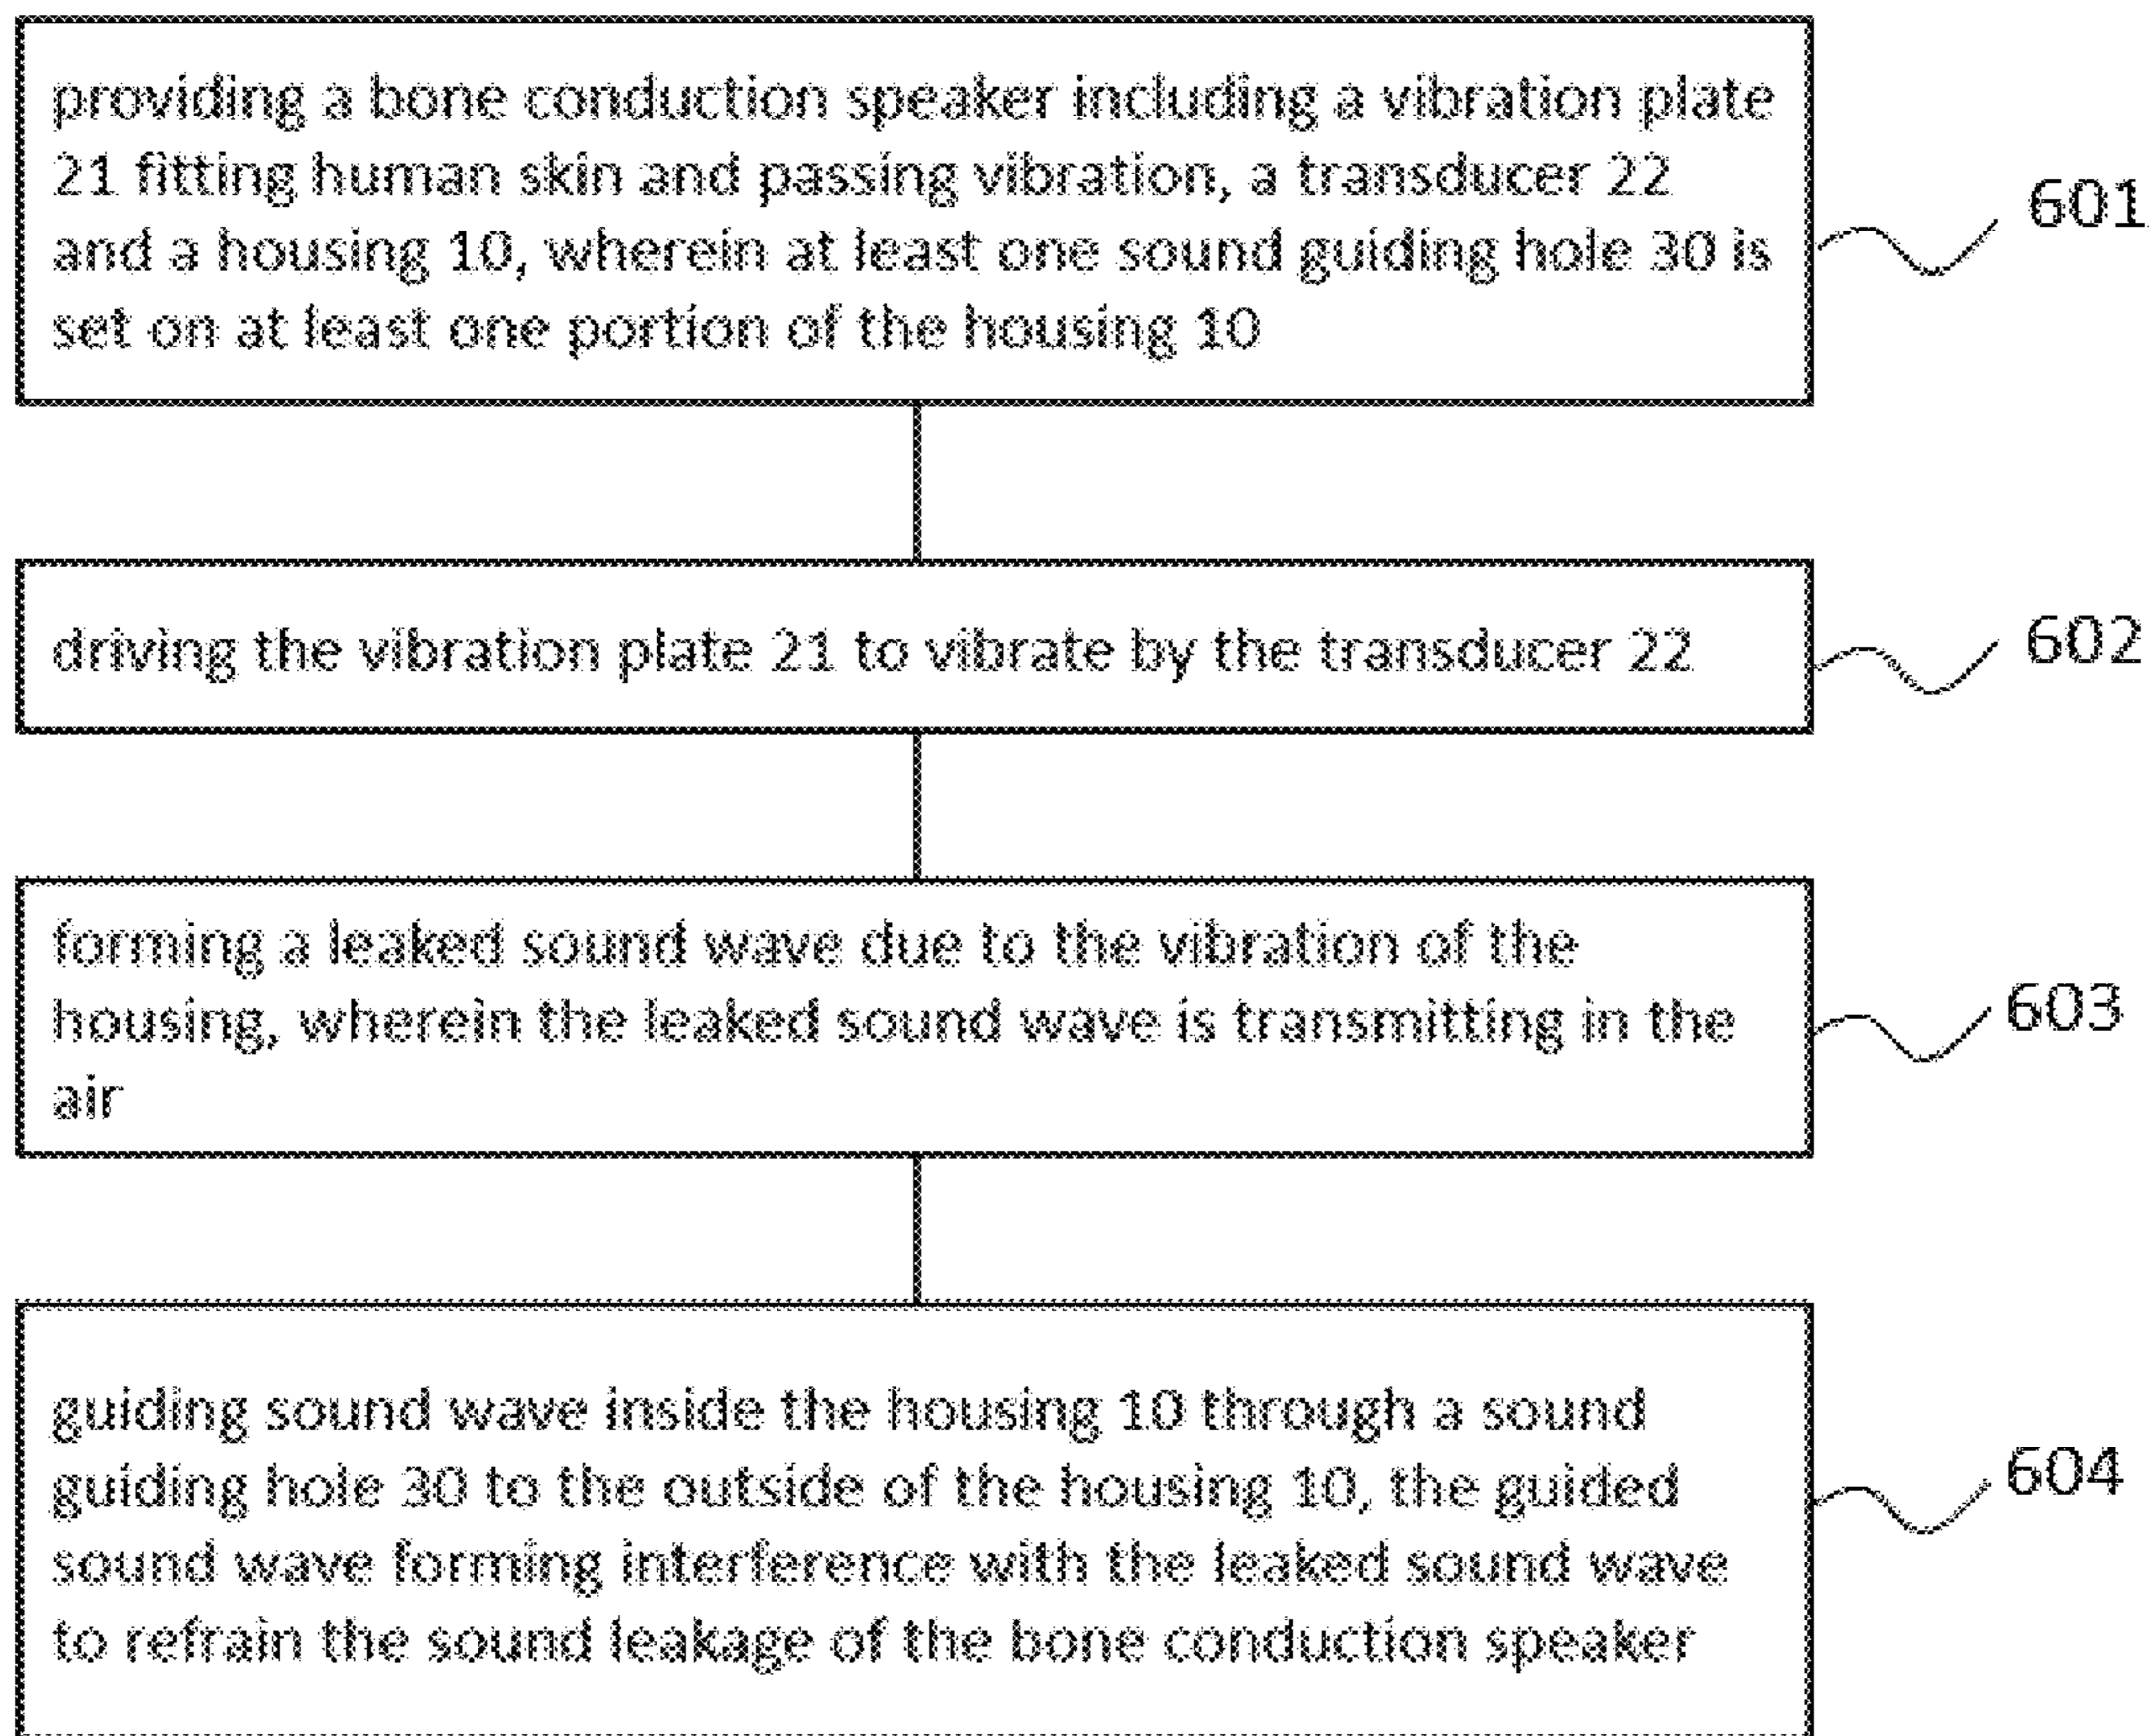 providing a bone conduction speaker including a vibration plate
21 fitting human skin and passing vibration, a transducer 22
and a housing 10, wherein at least one sound guiding hole 30 is
set on at least one portion of the housing 10
601
driving the vibration plate 21 to vibrate by the transducer 22
602
forming a leaked sound wave due to the vibration of the
housing, wherein the leaked sound wave is transmitting in the
air
603
guiding sound wave inside the housing 10 through a sound
guiding hole 30 to the outside of the housing 10, the guided
sound wave forming interference with the leaked sound wave
to refrain the sound leakage of the bone conduction speaker
604